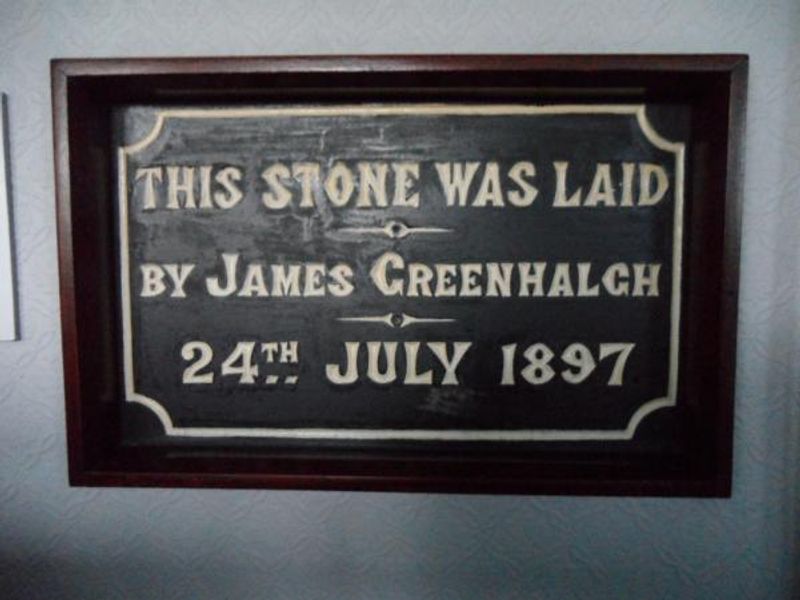 THIS STONE WAS LAID
BY JAMES GREENHALGH
24TH JULY 1897